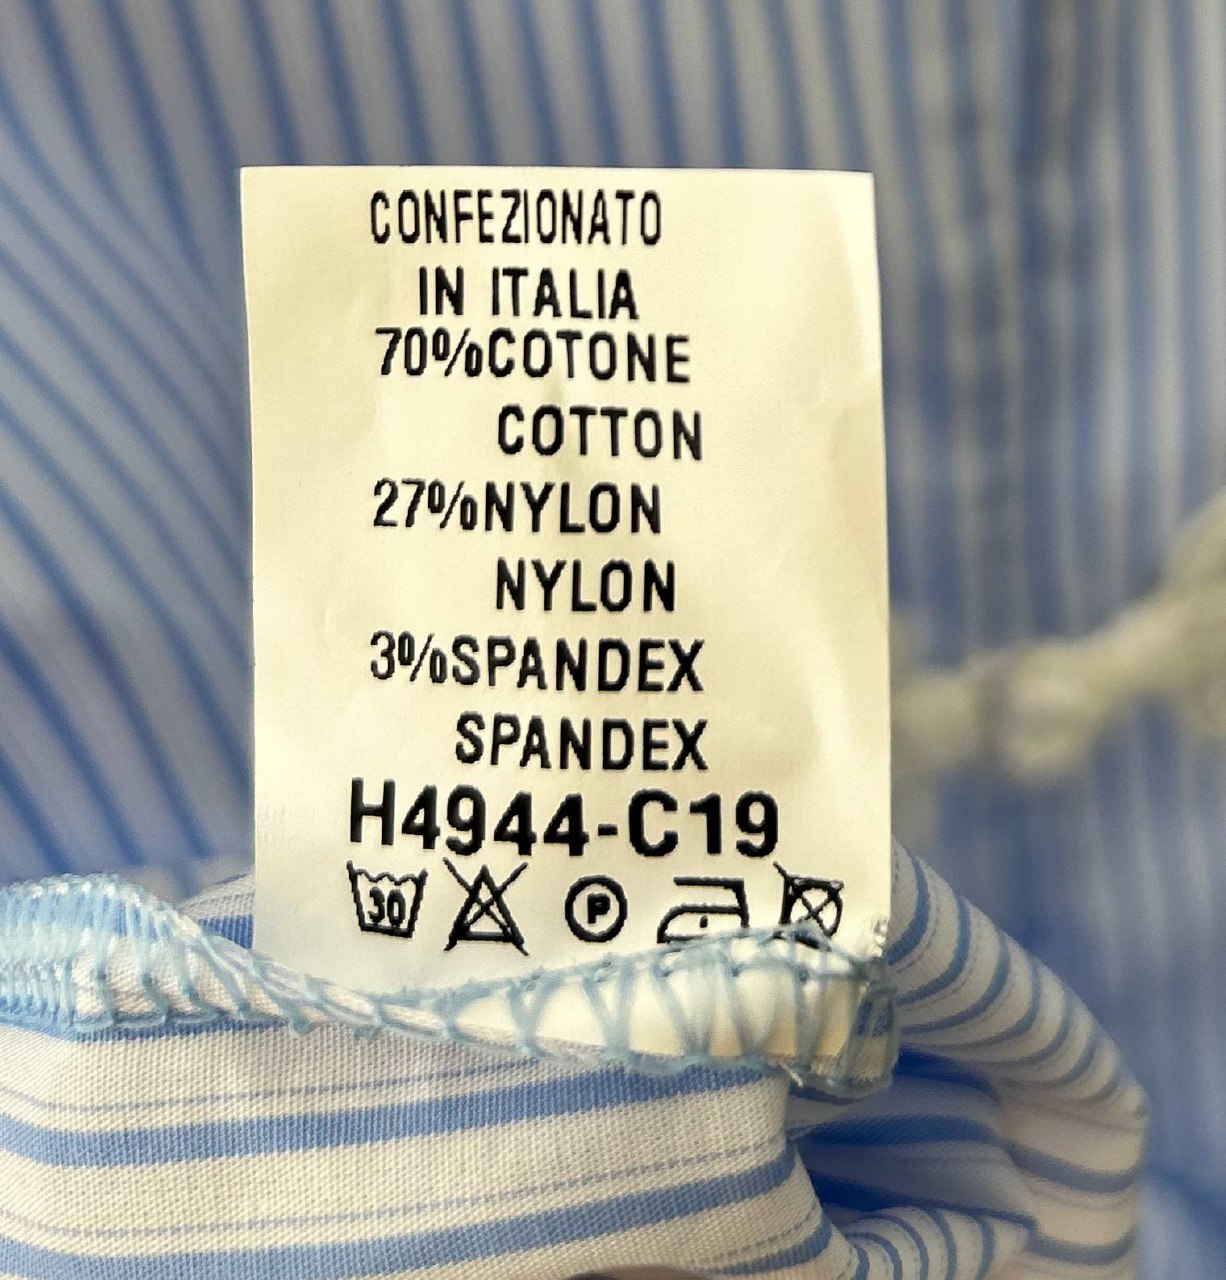 CONFEZIONATO
IN ITALIA
70%COTONE
COTTON
27%NYLON
NYLON
3%SPANDEX
SPANDEX
H4944-C19
30 P